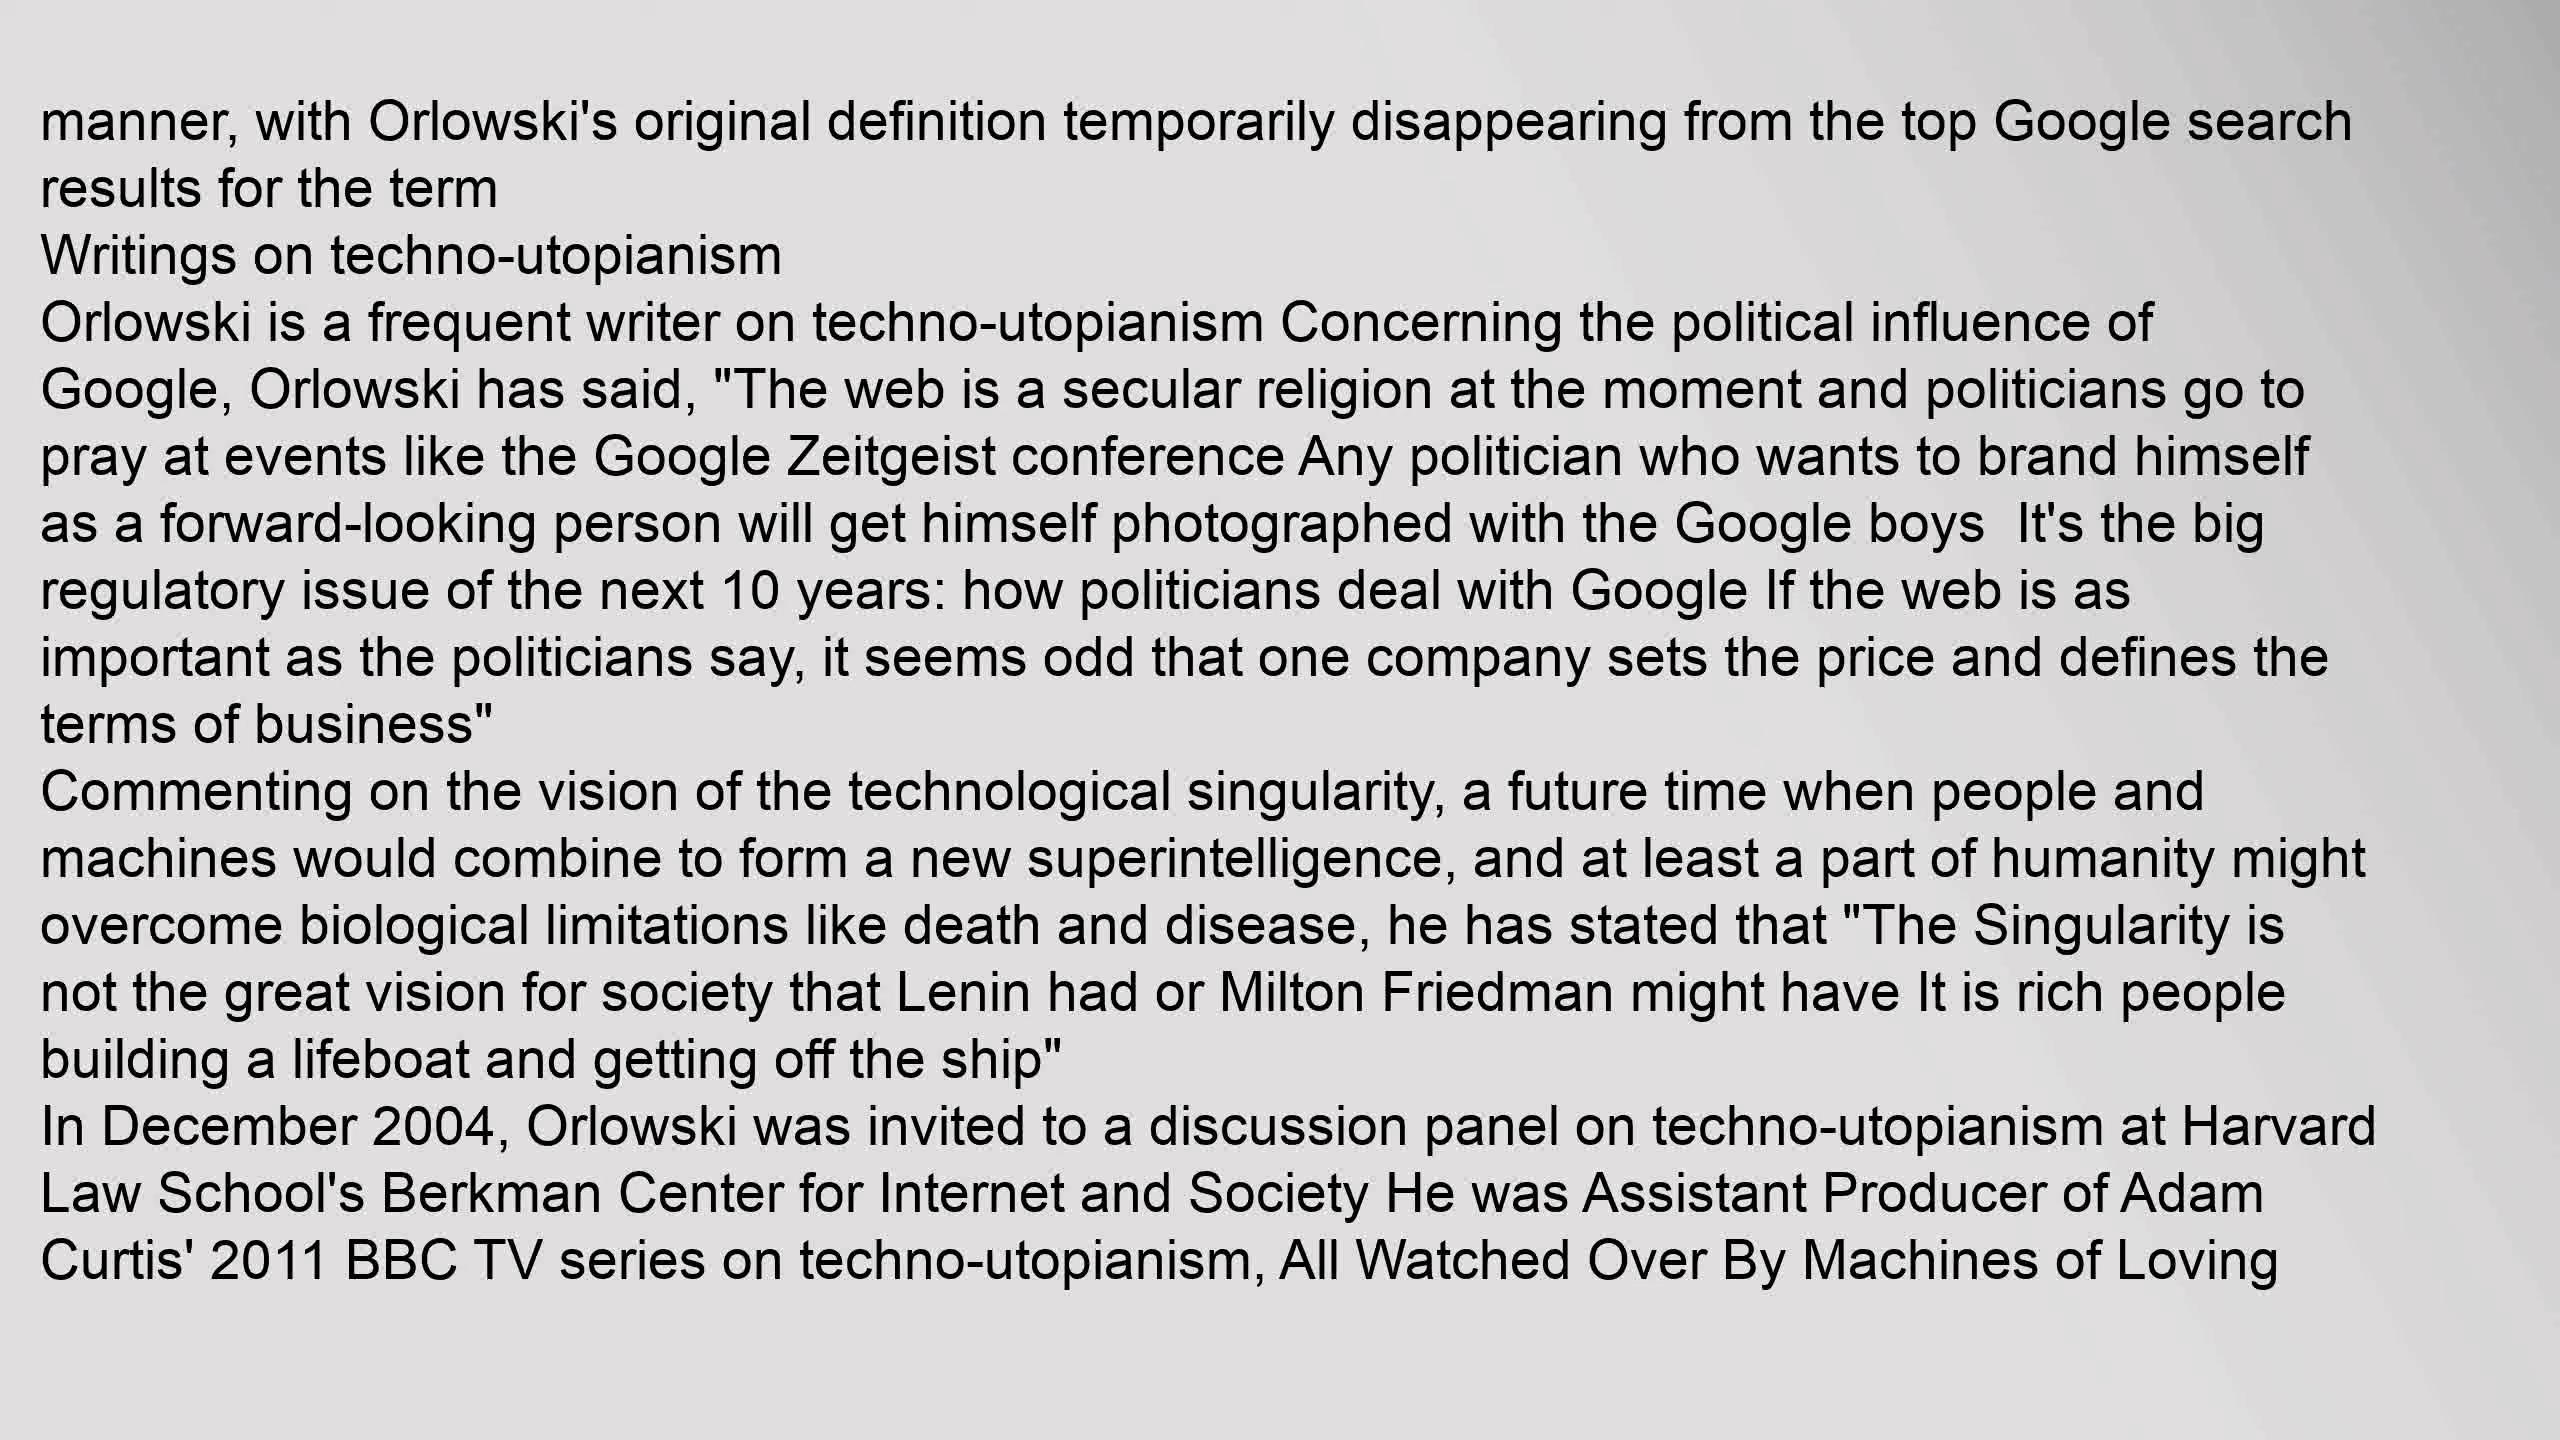 manner, with Orlowski's original definition temporarily disappearing from the top Google search
results for the term
Writings on techno-utopianism
Orlowski is a frequent writer on techno-utopianism Concerning the political influence of
Google, Orlowski has said, "The web is a secular religion at the moment and politicians go to
pray at events like the Google Zeitgeist conference Any politician who wants to brand himself
as a forward-looking person will get himself photographed with the Google boys  It's the big
regulatory issue of the next 10 years: how politicians deal with Google If the web is as
important as the politicians say, it seems odd that one company sets the price and defines the
terms of business"
Commenting on the vision of the technological singularity, a future time when people and
machines would combine to form a new superintelligence, and at least a part of humanity might
overcome biological limitations like death and disease, he has stated that "The Singularity is
not the great vision for society that Lenin had or Milton Friedman might have It is rich people
building a lifeboat and getting off the ship"
In December 2004, Orlowski was invited to a discussion panel on techno-utopianism at Harvard
Law School's Berkman Center for Internet and Society He was Assistant Producer of Adam
Curtis' 2011 BBC TV series on techno-utopianism, All Watched Over By Machines of Loving